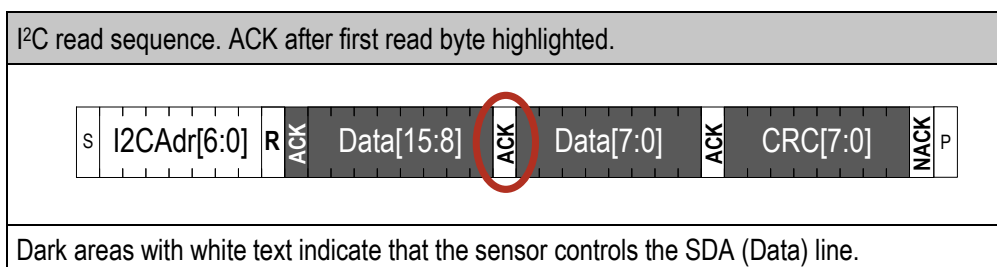 I²C read sequence. ACK after first read byte highlighted.
S I2CAdr[6:0] R ACK Data[15:8] ACK Data[7:0] ACK CRC[7:0] NACK P
Dark areas with white text indicate that the sensor controls the SDA (Data) line.